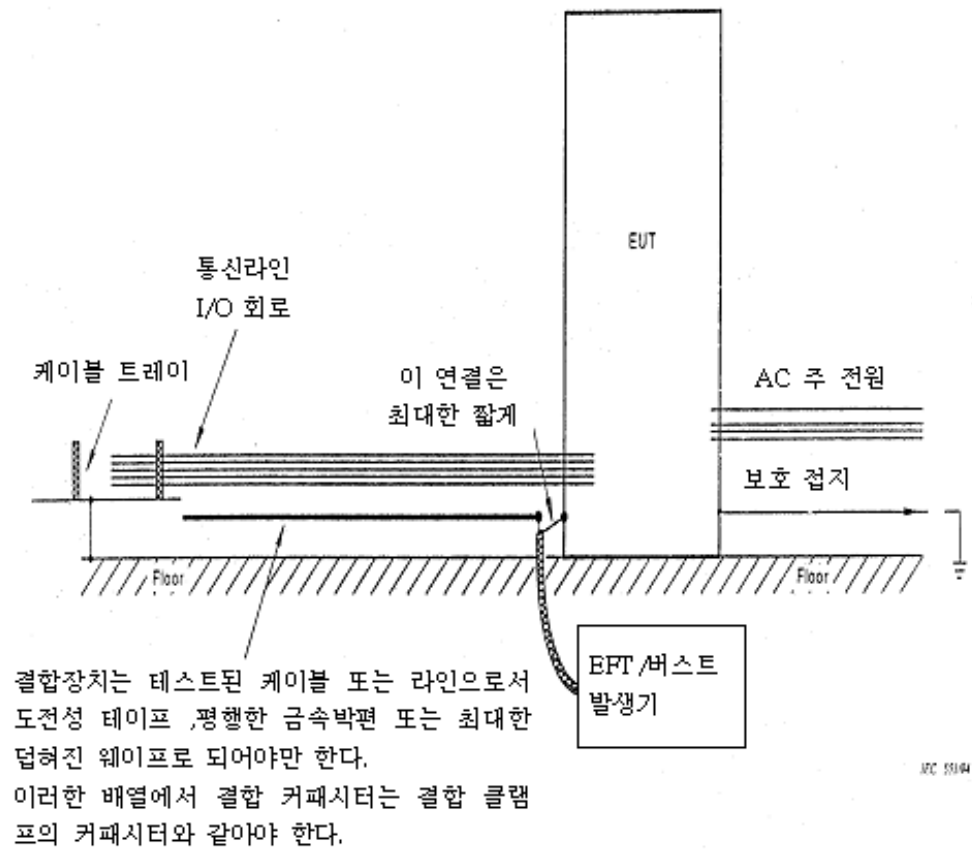 EUT
통신라인
I/O 회로
케이블 트레이
이 연결은
최대한 짧게
AC 주 전원
보호 접지
Floor
Floor
EFT/버스트
발생기
결합장치는 테스트된 케이블 또는 라인으로서
도전성 테이프 ,평행한 금속박편 또는 최대한
덥혀진 웨이프로 되어야만 한다.
이러한 배열에서 결합 커패시터는 결합 클램
프의 커패시터와 같아야 한다.
IEC 551/04